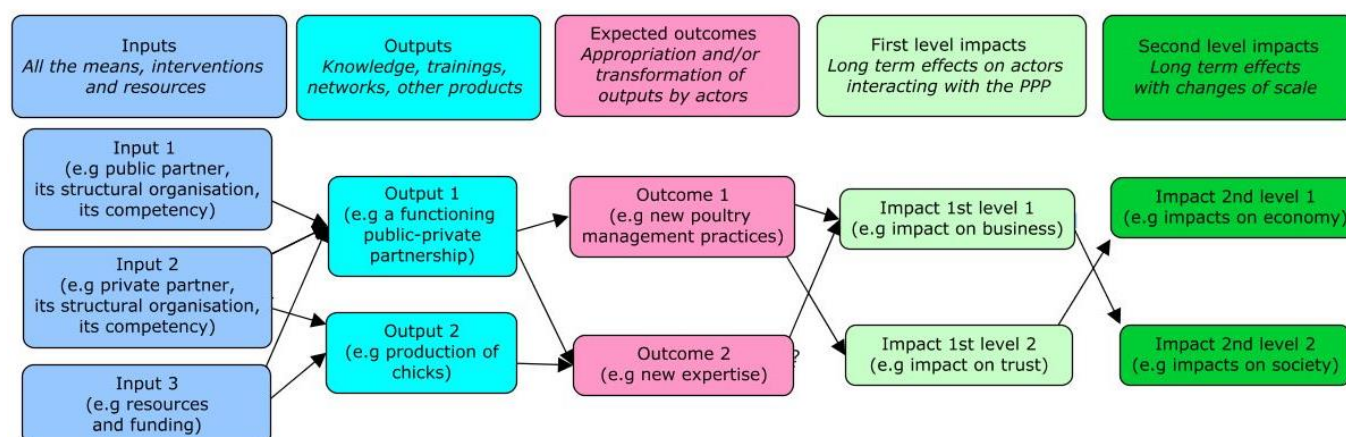 Inputs
All the means, interventions
and resources
Outputs
Knowledge, trainings,
networks, other products
Expected outcomes
Appropriation and/or
transformation of
outputs by actors
First level impacts
Long term effects on actors
interacting with the PPP
Second level impacts
Long term effects
with changes of scale
Input 1
(e.g public partner,
its structural organisation,
its competency)
Input 2
(e.g private partner,
its structural organisation,
its competency)
Input 3
(e.g resources
and funding)
Output 1
(e.g a functioning
public-private
partnership)
Output 2
(e.g production of
chicks)
Outcome 1
(e.g new poultry
management practices)
Outcome 2
(e.g new expertise)
?
Impact 1st level 1
(e.g impact on business)
Impact 1st level 2
(e.g impact on trust)
Impact 2nd level 1
(e.g impacts on economy)
Impact 2nd level 2
(e.g impacts on society)